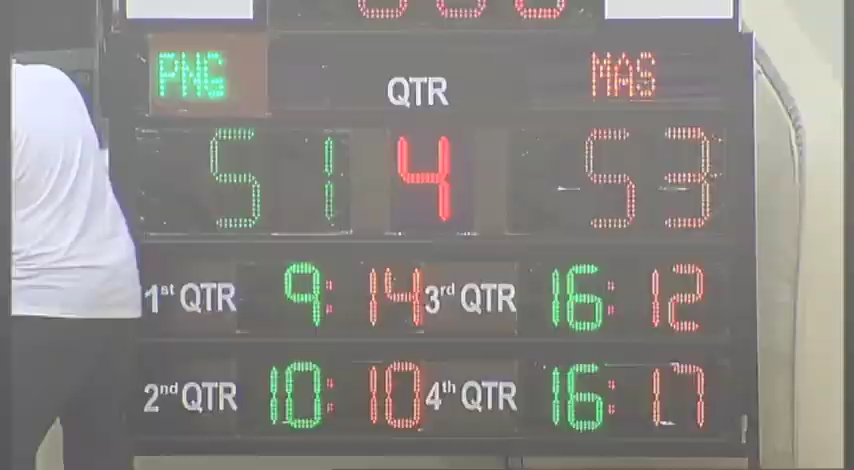 PNG QTR MAS
51 4 53
1st QTR 9:14 3rd QTR 16:12
2nd QTR 10:10 4th QTR 16:17